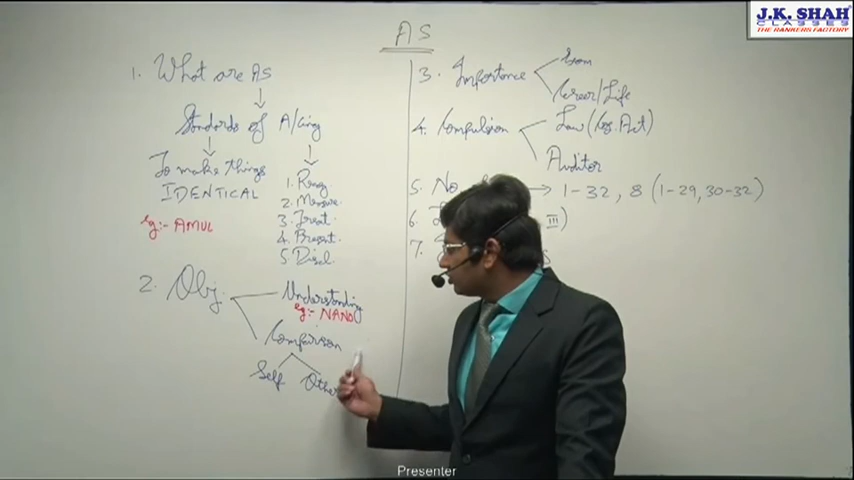 AS
1. What are AS
Standards of A/cing
To make things
IDENTICAL
eg:- AMUL
1. Recog
2. Measure.
3. Treat.
4. Present.
5 Discl.
2. Obj.
Understanding
eg:- NANO
Comparison
Self
3. Importance
Exam
Career/Life
4. Compulsion
Law (Cos. Act)
Auditor
5. No
1-32, 8 (1-29, 30-32)
6.
III)
7.
J.K. SHAH
CLASSES
THE RANKERS FACTORY
Presenter